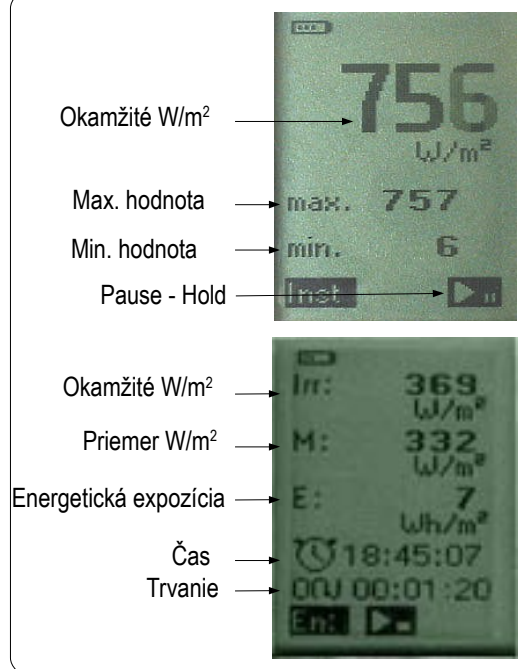 756
Okamžité W/m²
W/m²
Max. hodnota max. 757
Min. hodnota min. 6
Pause - Hold Inst
Okamžité W/m² Irr: 369
W/m²
Priemer W/m² M: 332
W/m²
Energetická expozícia E: 7
Wh/m²
Čas 18:45:07
Trvanie 00:01:20
En: